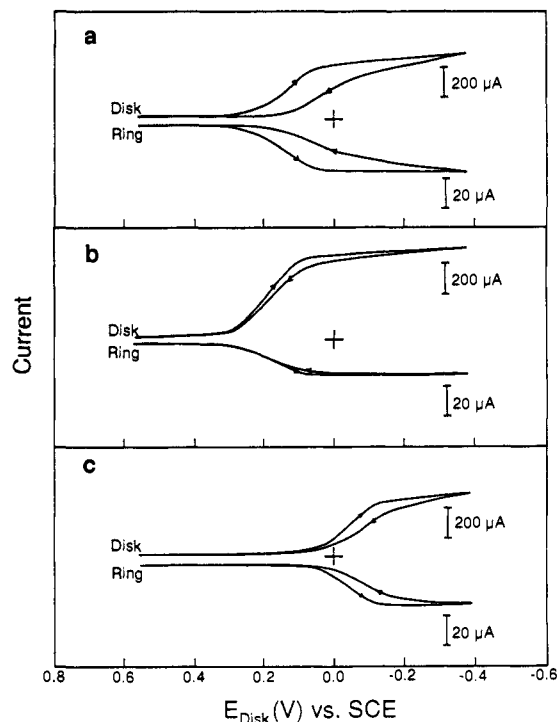 a
Disk
Ring
200 µA
20 µA
b
Disk
Ring
200 µA
20 µA
c
Disk
Ring
200 µA
20 µA
Current
0.8 0.6 0.4 0.2 0.0 -0.2 -0.4 -0.6
E Disk (V) vs. SCE